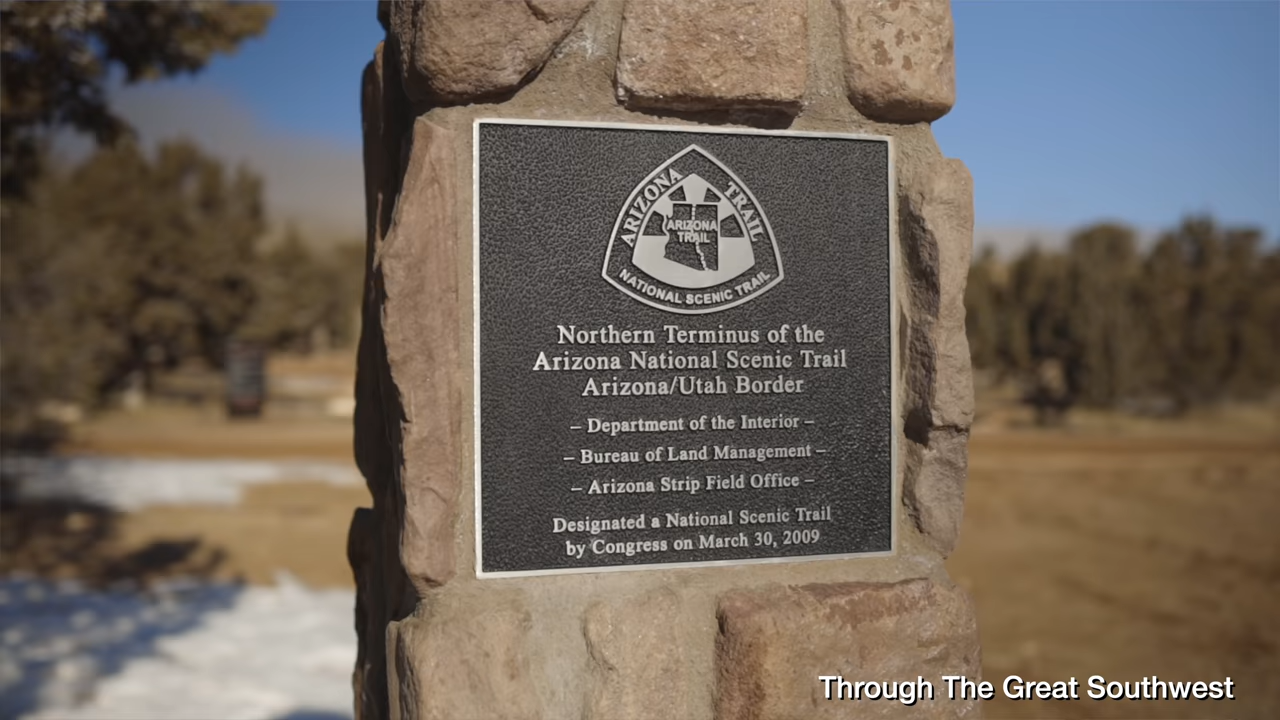 ARIZONA TRAIL
ARIZONA
TRAIL
NATIONAL SCENIC TRAIL
Northern Terminus of the
Arizona National Scenic Trail
Arizona/Utah Border
– Department of the Interior –
– Bureau of Land Management –
– Arizona Strip Field Office –
Designated a National Scenic Trail
by Congress on March 30, 2009
Through The Great Southwest